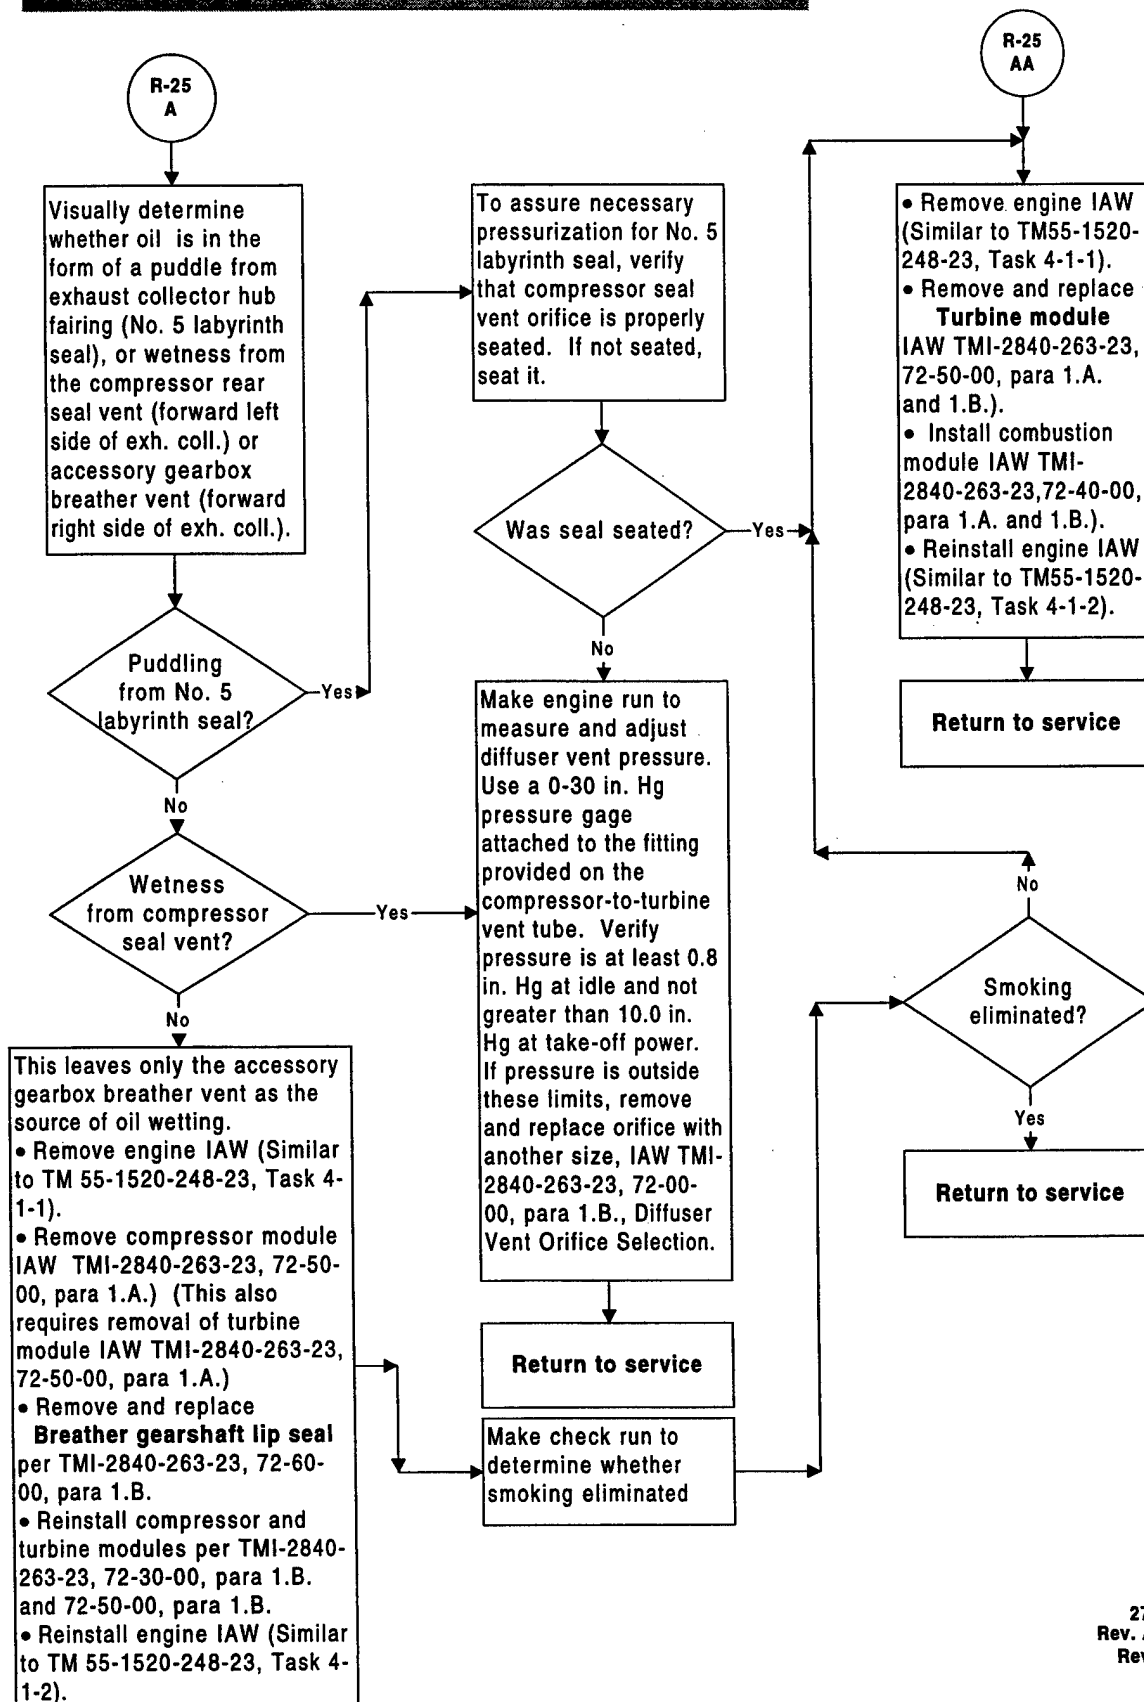 R-25
A
Visually determine
whether oil is in the
form of a puddle from
exhaust collector hub
fairing (No. 5 labyrinth
seal), or wetness from
the compressor rear
seal vent (forward left
side of exh. coll.) or
accessory gearbox
breather vent (forward
right side of exh. coll.).
Puddling
from No. 5
labyrinth seal?
Yes
No
Wetness
from compressor
seal vent?
Yes
No
This leaves only the accessory
gearbox breather vent as the
source of oil wetting.
• Remove engine IAW (Similar
to TM 55-1520-248-23, Task 4-
1-1).
• Remove compressor module
IAW TMI-2840-263-23, 72-50-
00, para 1.A.) (This also
requires removal of turbine
module IAW TMI-2840-263-23,
72-50-00, para 1.A.)
• Remove and replace
Breather gearshaft lip seal
per TMI-2840-263-23, 72-60-
00, para 1.B.
• Reinstall compressor and
turbine modules per TMI-2840-
263-23, 72-30-00, para 1.B.
and 72-50-00, para 1.B.
• Reinstall engine IAW (Similar
to TM 55-1520-248-23, Task 4-
1-2).
To assure necessary
pressurization for No. 5
labyrinth seal, verify
that compressor seal
vent orifice is properly
seated. If not seated,
seat it.
Was seal seated?
Yes
No
Make engine run to
measure and adjust
diffuser vent pressure.
Use a 0-30 in. Hg
pressure gage
attached to the fitting
provided on the
compressor-to-turbine
vent tube. Verify
pressure is at least 0.8
in. Hg at idle and not
greater than 10.0 in.
Hg at take-off power.
If pressure is outside
these limits, remove
and replace orifice with
another size, IAW TMI-
2840-263-23, 72-00-
00, para 1.B., Diffuser
Vent Orifice Selection.
Return to service
Make check run to
determine whether
smoking eliminated
R-25
AA
• Remove engine IAW
(Similar to TM55-1520-
248-23, Task 4-1-1).
• Remove and replace
Turbine module
IAW TMI-2840-263-23,
72-50-00, para 1.A.
and 1.B.).
• Install combustion
module IAW TMI-
2840-263-23,72-40-00,
para 1.A. and 1.B.).
• Reinstall engine IAW
(Similar to TM55-1520-
248-23, Task 4-1-2).
Return to service
No
Smoking
eliminated?
Yes
Return to service
27
Rev.
Rev